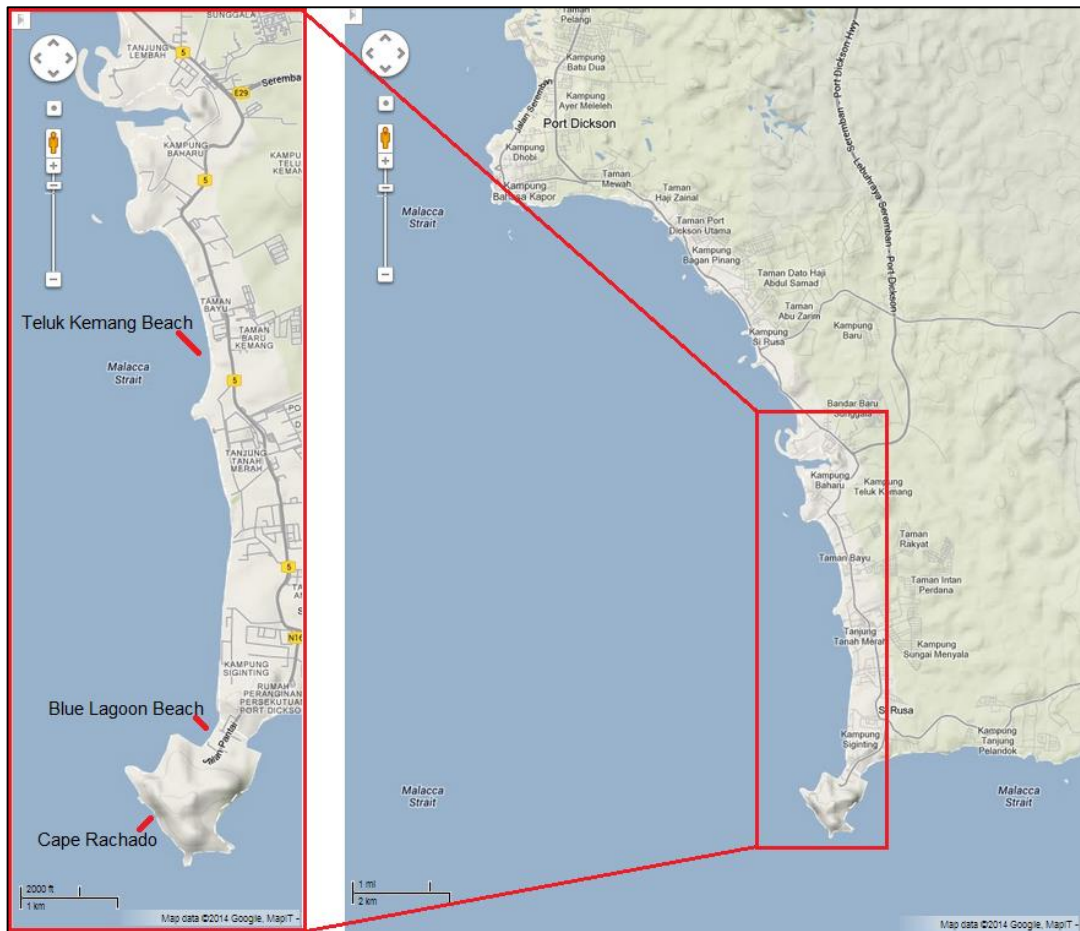 SUNGGALA
TANJUNG
LEMBAH
5
E29
KAMPUNG
BAHARU
5
TAMAN
BAYU
Teluk Kemang Beach
TAMAN
BARU
KEMANG
Malacca
Strait
5
TANJUNG
TANAH
MERAH
5
N16
KAMPUNG
SIGINTING
RUMAH
PERANGINAN
PERSEKUTUAN
PORT DICKSON
Blue Lagoon Beach
Jalan Pantai
Cape Rachado
2000 ft
1 km
Map data ©2014 Google, MapIT -
Taman
Pelangi
Kampung
Batu Dua
Kampung
Ayer Meleleh
Jalan Seremban
Port Dickson
Kampung
Dhobi
Kampung
Bahasa Kapor
Taman
Mewah
Taman
Haji Zainal
Malacca
Strait
Taman Port
Dickson Utama
Kampung
Bagan Pinang
Seremban - Port Dickson Hwy
Lebuhraya Seremban - Port Dickson
Taman Dato Haji
Abdul Samad
Taman
Abu Zarim
Kampung
Si Rusa
Kampung
Baru
Bandar Baru
Sunggala
Kampung
Baharu
Kampung
Teluk Kemang
Taman
Rakyat
Taman Bayu
Taman Intan
Perdana
Tanjung
Tanah Merah
Kampung
Sungai Menyala
Si Rusa
Kampung
Siginting
Kampung
Tanjung
Pelandok
Malacca
Strait
Malacca
Strait
1 mi
2 km
Map data ©2014 Google, MapIT -